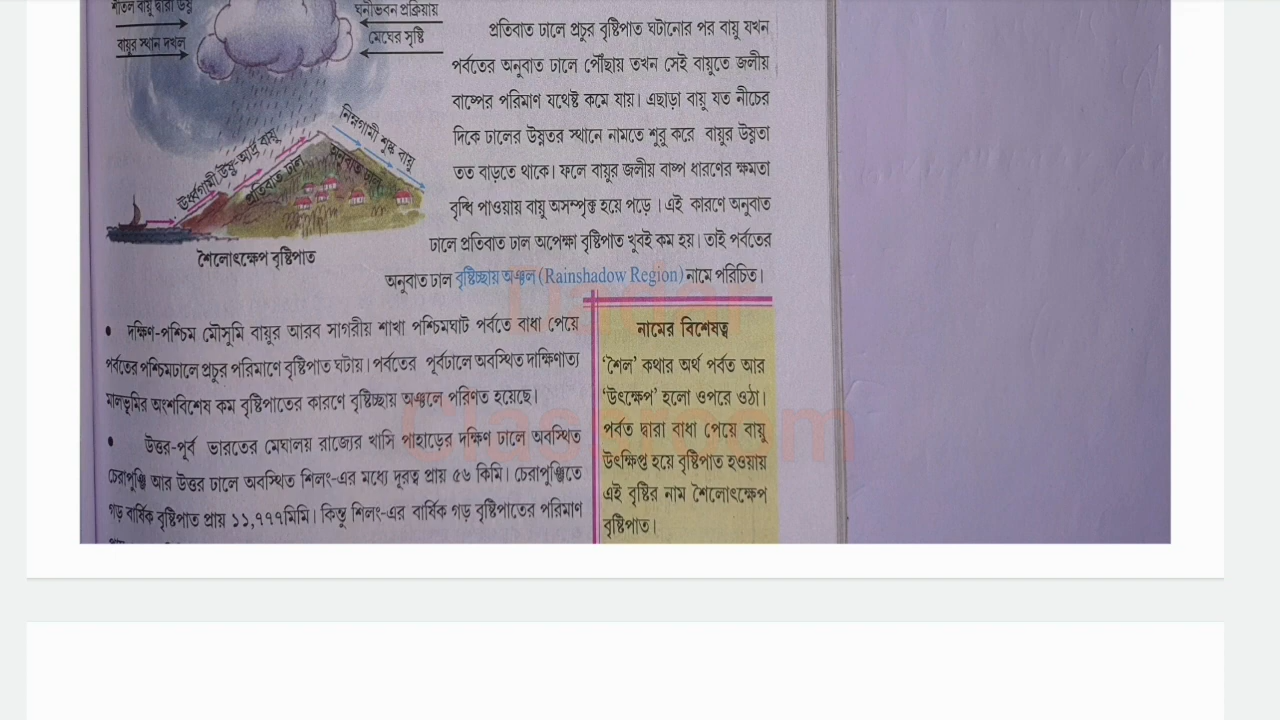 শীতল বায়ু দ্বারা উষ্ণ
বায়ুর স্থান দখল
ঘনীভবন প্রক্রিয়ায়
মেঘের সৃষ্টি
ঊর্ধ্বগামী উষ্ণ আর্দ্র বায়ু
প্রতিবাত ঢাল
নিম্নগামী শুষ্ক বায়ু
অনুবাত ঢাল
শৈলোৎক্ষেপ বৃষ্টিপাত
প্রতিবাত ঢালে প্রচুর বৃষ্টিপাত ঘটানোর পর বায়ু যখন
পর্বতের অনুবাত ঢালে পৌঁছায় তখন সেই বায়ুতে জলীয়
বাষ্পের পরিমাণ যথেষ্ট কমে যায়। এছাড়া বায়ু যত নীচের
দিকে ঢালের উষ্ণতর স্থানে নামতে শুরু করে বায়ুর উষ্ণতা
তত বাড়তে থাকে। ফলে বায়ুর জলীয় বাষ্প ধারণের ক্ষমতা
বৃদ্ধি পাওয়ায় বায়ু অসম্পৃক্ত হয়ে পড়ে। এই কারণে অনুবাত
ঢালে প্রতিবাত ঢাল অপেক্ষা বৃষ্টিপাত খুবই কম হয়। তাই পর্বতের
অনুবাত ঢাল বৃষ্টিচ্ছায় অঞ্চল (Rainshadow Region) নামে পরিচিত।
• দক্ষিণ-পশ্চিম মৌসুমি বায়ুর আরব সাগরীয় শাখা পশ্চিমঘাট পর্বতে বাধা পেয়ে
পর্বতের পশ্চিমঢালে প্রচুর পরিমাণে বৃষ্টিপাত ঘটায়। পর্বতের পূর্বঢালে অবস্থিত দাক্ষিণাত্য
মালভূমির অংশবিশেষ কম বৃষ্টিপাতের কারণে বৃষ্টিচ্ছায় অঞ্চলে পরিণত হয়েছে।
• উত্তর-পূর্ব ভারতের মেঘালয় রাজ্যের খাসি পাহাড়ের দক্ষিণ ঢালে অবস্থিত
চেরাপুঞ্জি আর উত্তর ঢালে অবস্থিত শিলং-এর মধ্যে দূরত্ব প্রায় ৫৬ কিমি। চেরাপুঞ্জিতে
গড় বার্ষিক বৃষ্টিপাত প্রায় ১১,৭৭৭মিমি। কিন্তু শিলং-এর বার্ষিক গড় বৃষ্টিপাতের পরিমাণ
নামের বিশেষত্ব
'শৈল' কথার অর্থ পর্বত আর
'উৎক্ষেপ' হলো ওপরে ওঠা।
পর্বত দ্বারা বাধা পেয়ে বায়ু
উৎক্ষিপ্ত হয়ে বৃষ্টিপাত হওয়ায়
এই বৃষ্টির নাম শৈলোৎক্ষেপ
বৃষ্টিপাত।
Classroom